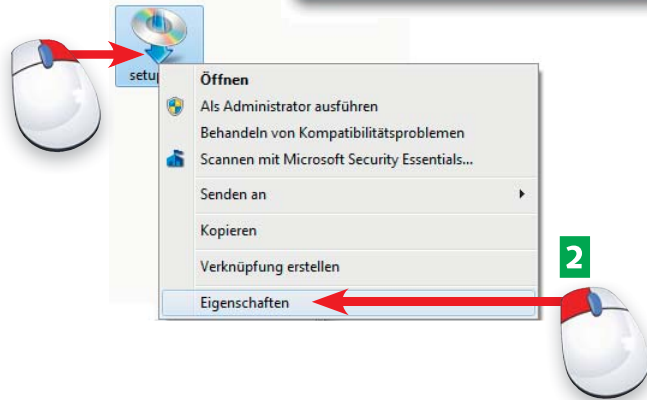 setup
Öffnen
Als Administrator ausführen
Behandeln von Kompatibilitätsproblemen
Scannen mit Microsoft Security Essentials...
Senden an
Kopieren
Verknüpfung erstellen
2
Eigenschaften